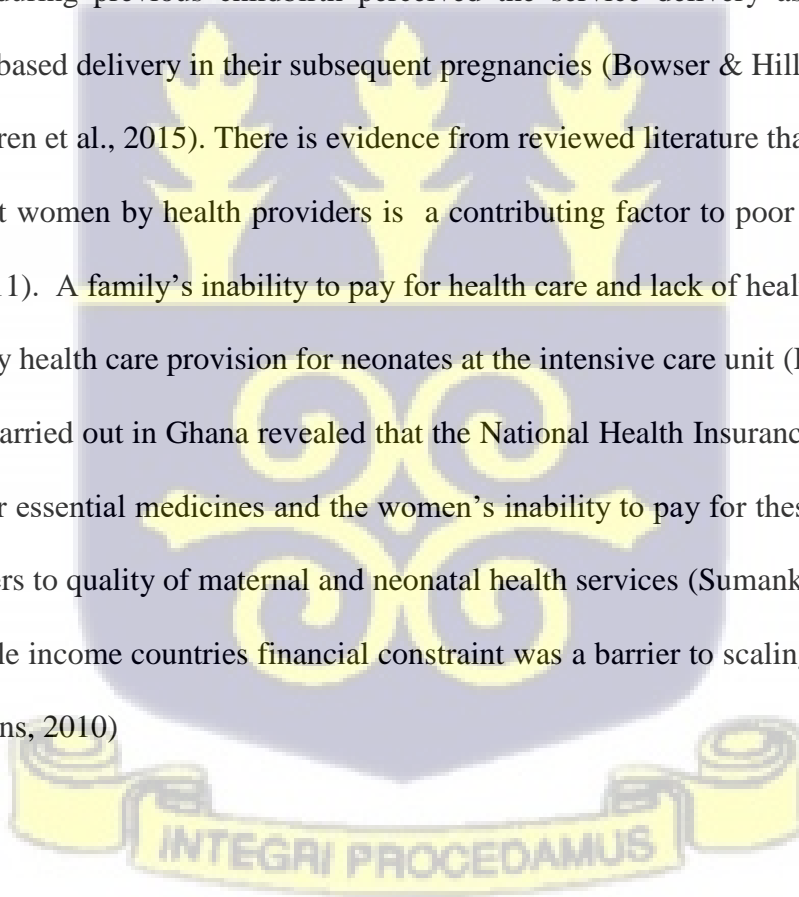 during previous childbirth perceived the service delivery as
based delivery in their subsequent pregnancies (Bowser & Hill
ren et al., 2015). There is evidence from reviewed literature tha
t women by health providers is a contributing factor to poor
1). A family’s inability to pay for health care and lack of heal
y health care provision for neonates at the intensive care unit (
arried out in Ghana revealed that the National Health Insuranc
r essential medicines and the women’s inability to pay for thes
ers to quality of maternal and neonatal health services (Sumank
le income countries financial constraint was a barrier to scaling
ns, 2010)
INTEGRI PROCEDAMUS